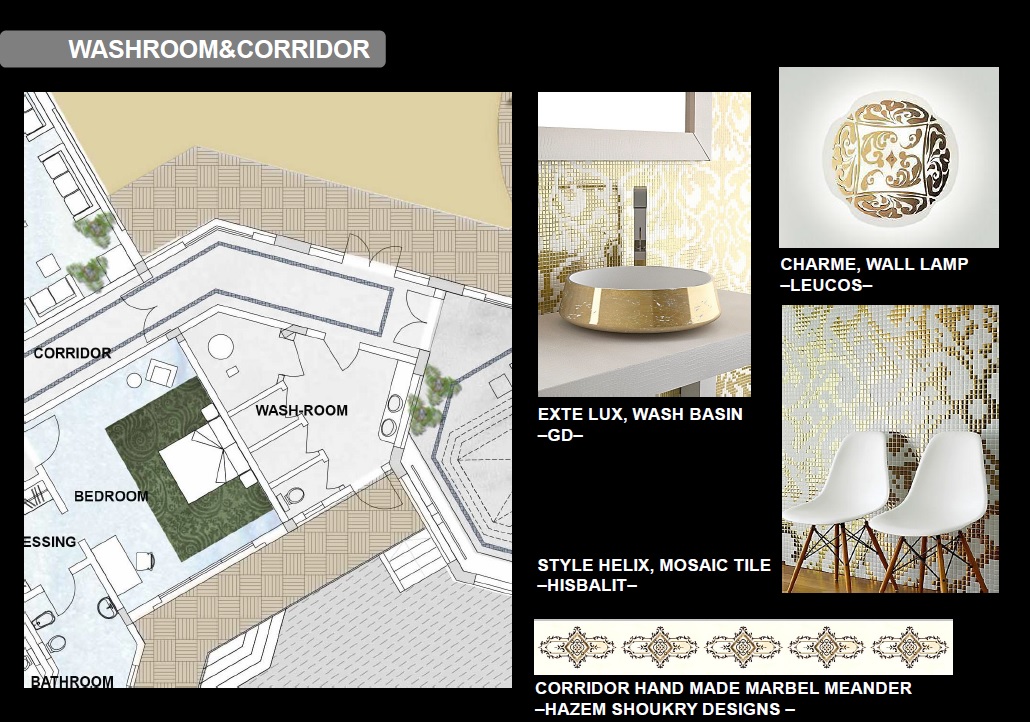 WASHROOM&CORRIDOR
CORRIDOR
WASH-ROOM
BEDROOM
ESSING
BATHROOM
CHARME, WALL LAMP
–LEUCOS–
EXTE LUX, WASH BASIN
–GD–
STYLE HELIX, MOSAIC TILE
–HISBALIT–
CORRIDOR HAND MADE MARBEL MEANDER
–HAZEM SHOUKRY DESIGNS –